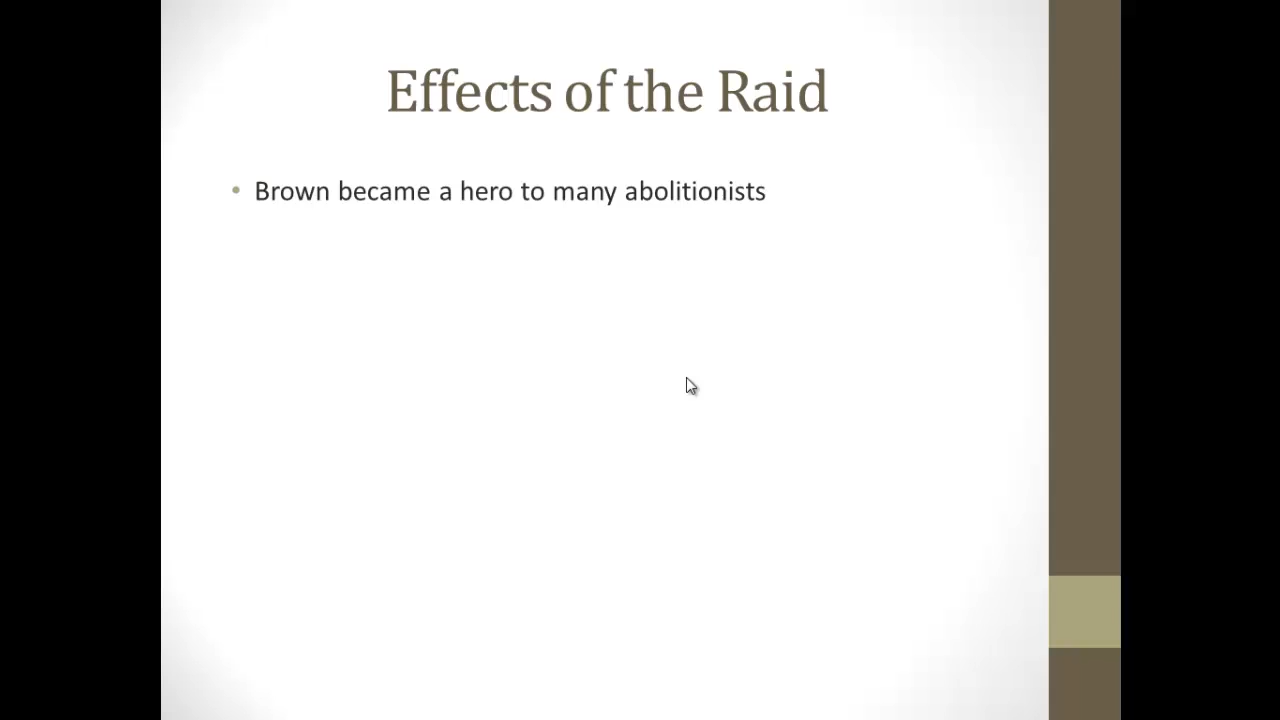 Effects of the Raid
• Brown became a hero to many abolitionists